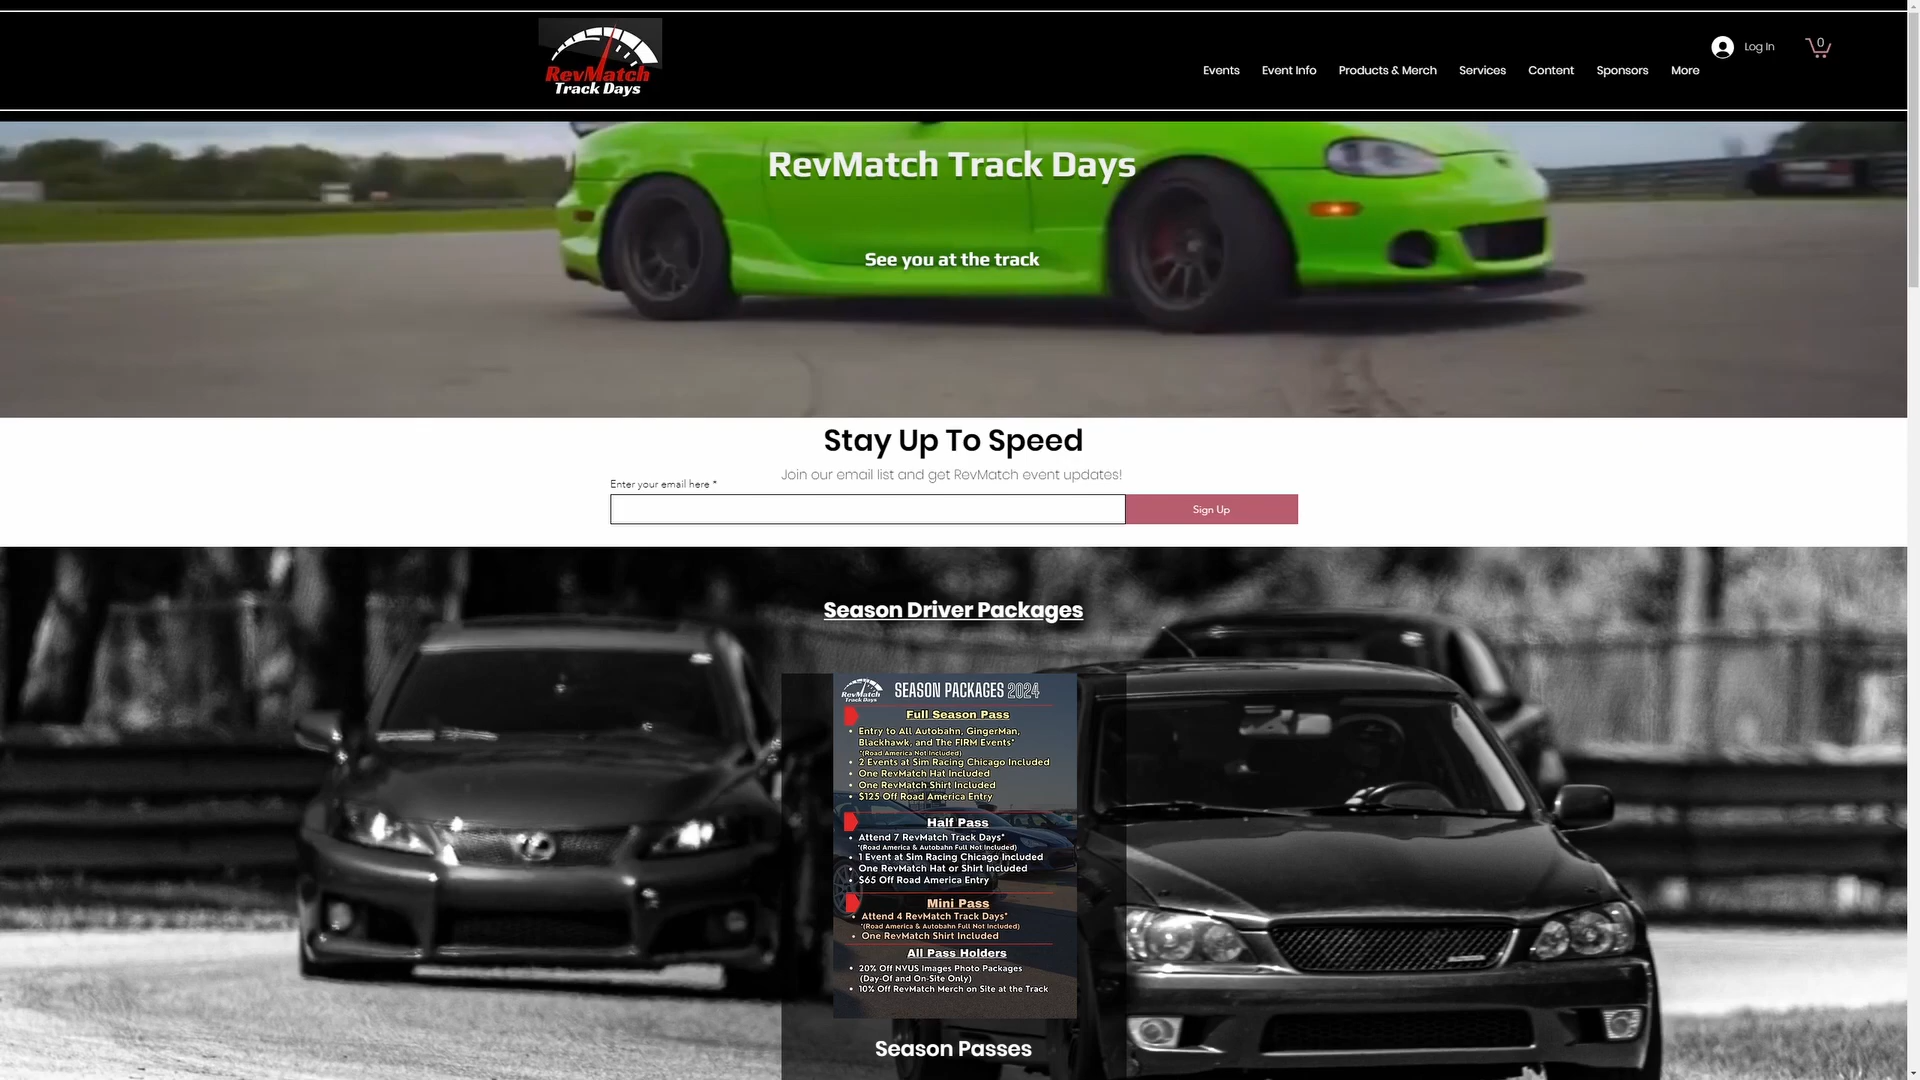 RevMatch
Track Days
Log In
0
Events
Event Info
Products & Merch
Services
Content
Sponsors
More
RevMatch Track Days
See you at the track
Stay Up To Speed
Join our email list and get RevMatch event updates!
Enter your email here *
Sign Up
Season Driver Packages
RevMatch
Track Days
SEASON PACKAGES 2024
Full Season Pass
• Entry to All Autobahn, GingerMan,
Blackhawk, and The FIRM Events*
*(Road America Not Included)
• 2 Events at Sim Racing Chicago Included
• One RevMatch Hat Included
• One RevMatch Shirt Included
• $125 Off Road America Entry
Half Pass
• Attend 7 RevMatch Track Days*
*(Road America & Autobahn Full Not Included)
• 1 Event at Sim Racing Chicago Included
• One RevMatch Hat or Shirt Included
• $65 Off Road America Entry
Mini Pass
• Attend 4 RevMatch Track Days*
*(Road America & Autobahn Full Not Included)
• One RevMatch Shirt Included
All Pass Holders
• 20% Off NVUS Images Photo Packages
(Day-Of and On-Site Only)
• 10% Off RevMatch Merch on Site at the Track
Season Passes